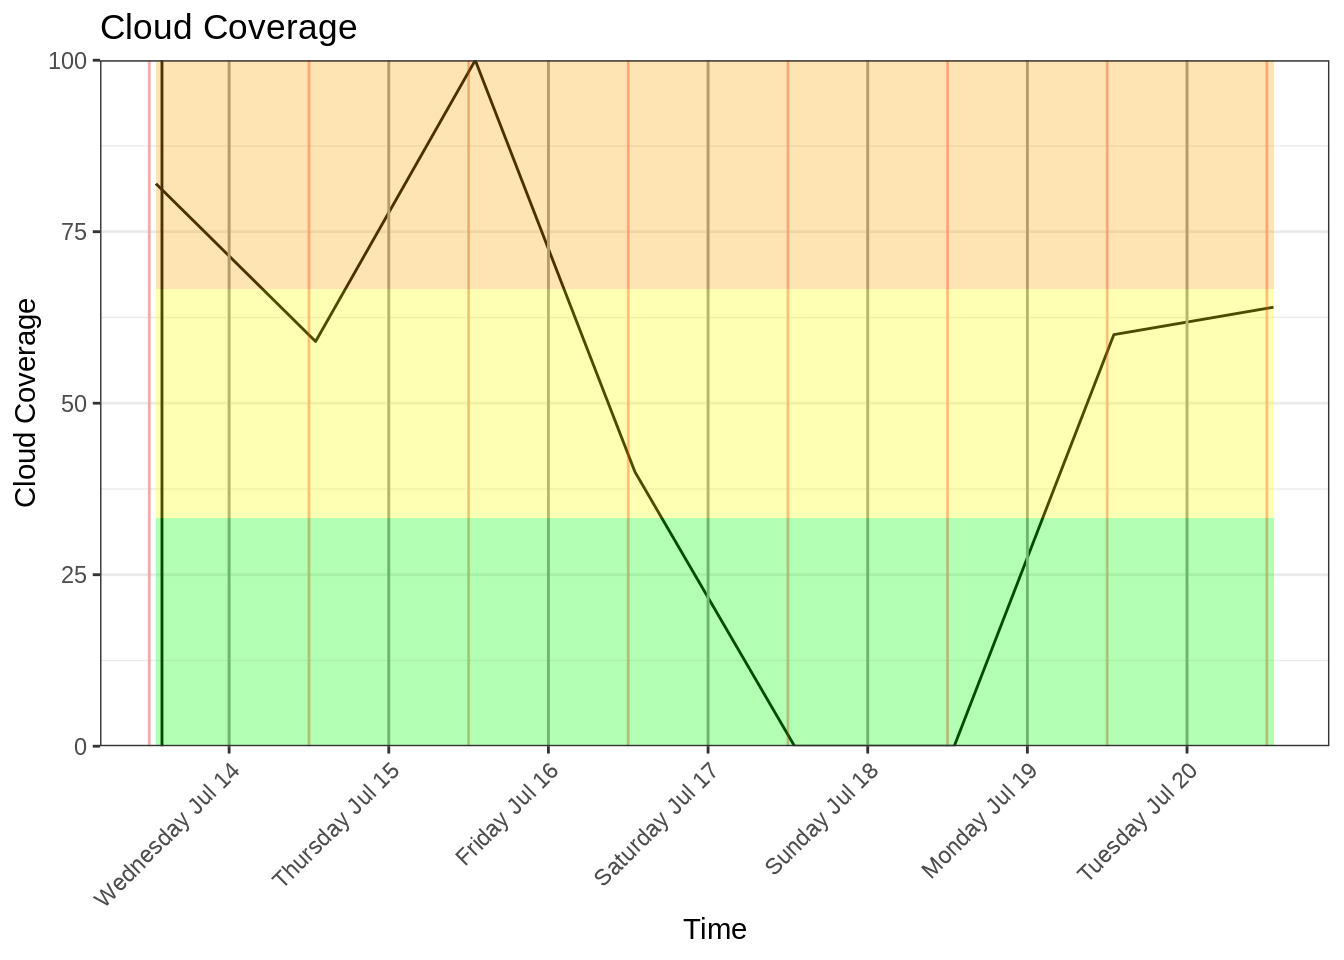 Cloud Coverage
Cloud Coverage
100
75
50
25
0
Wednesday Jul 14
Thursday Jul 15
Friday Jul 16
Saturday Jul 17
Sunday Jul 18
Monday Jul 19
Tuesday Jul 20
Time